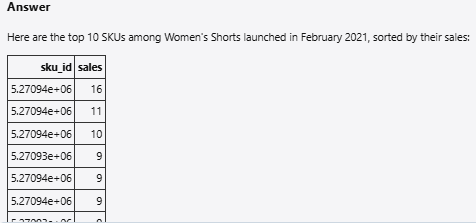 Answer
Here are the top 10 SKUs among Women's Shorts launched in February 2021, sorted by their sales:
sku_id sales
5.27094e+06 16
5.27094e+06 11
5.27094e+06 10
5.27093e+06 9
5.27094e+06 9
5.27094e+06 9